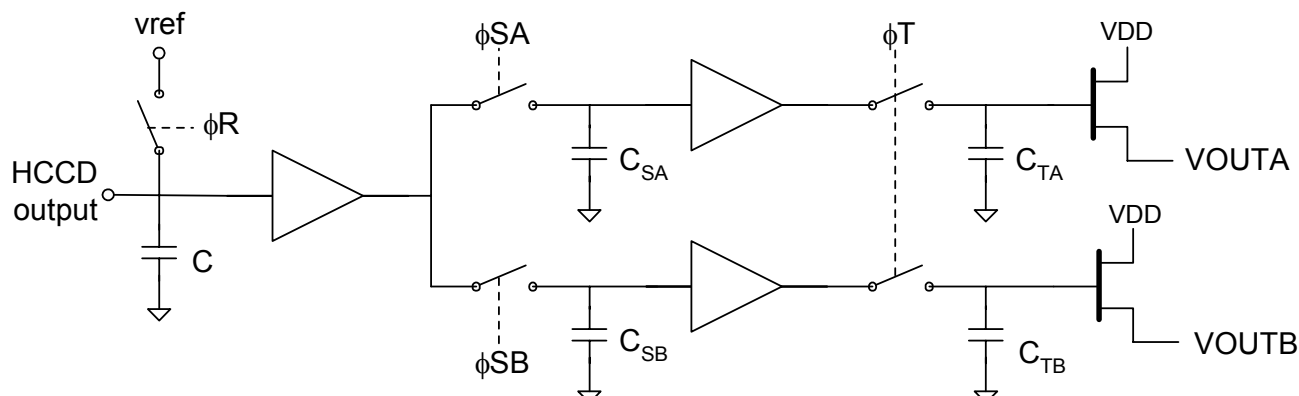 vref
ϕR
HCCD
output
C
ϕSA
C_SA
ϕT
C_TA
VDD
VOUTA
ϕSB
C_SB
C_TB
VDD
VOUTB